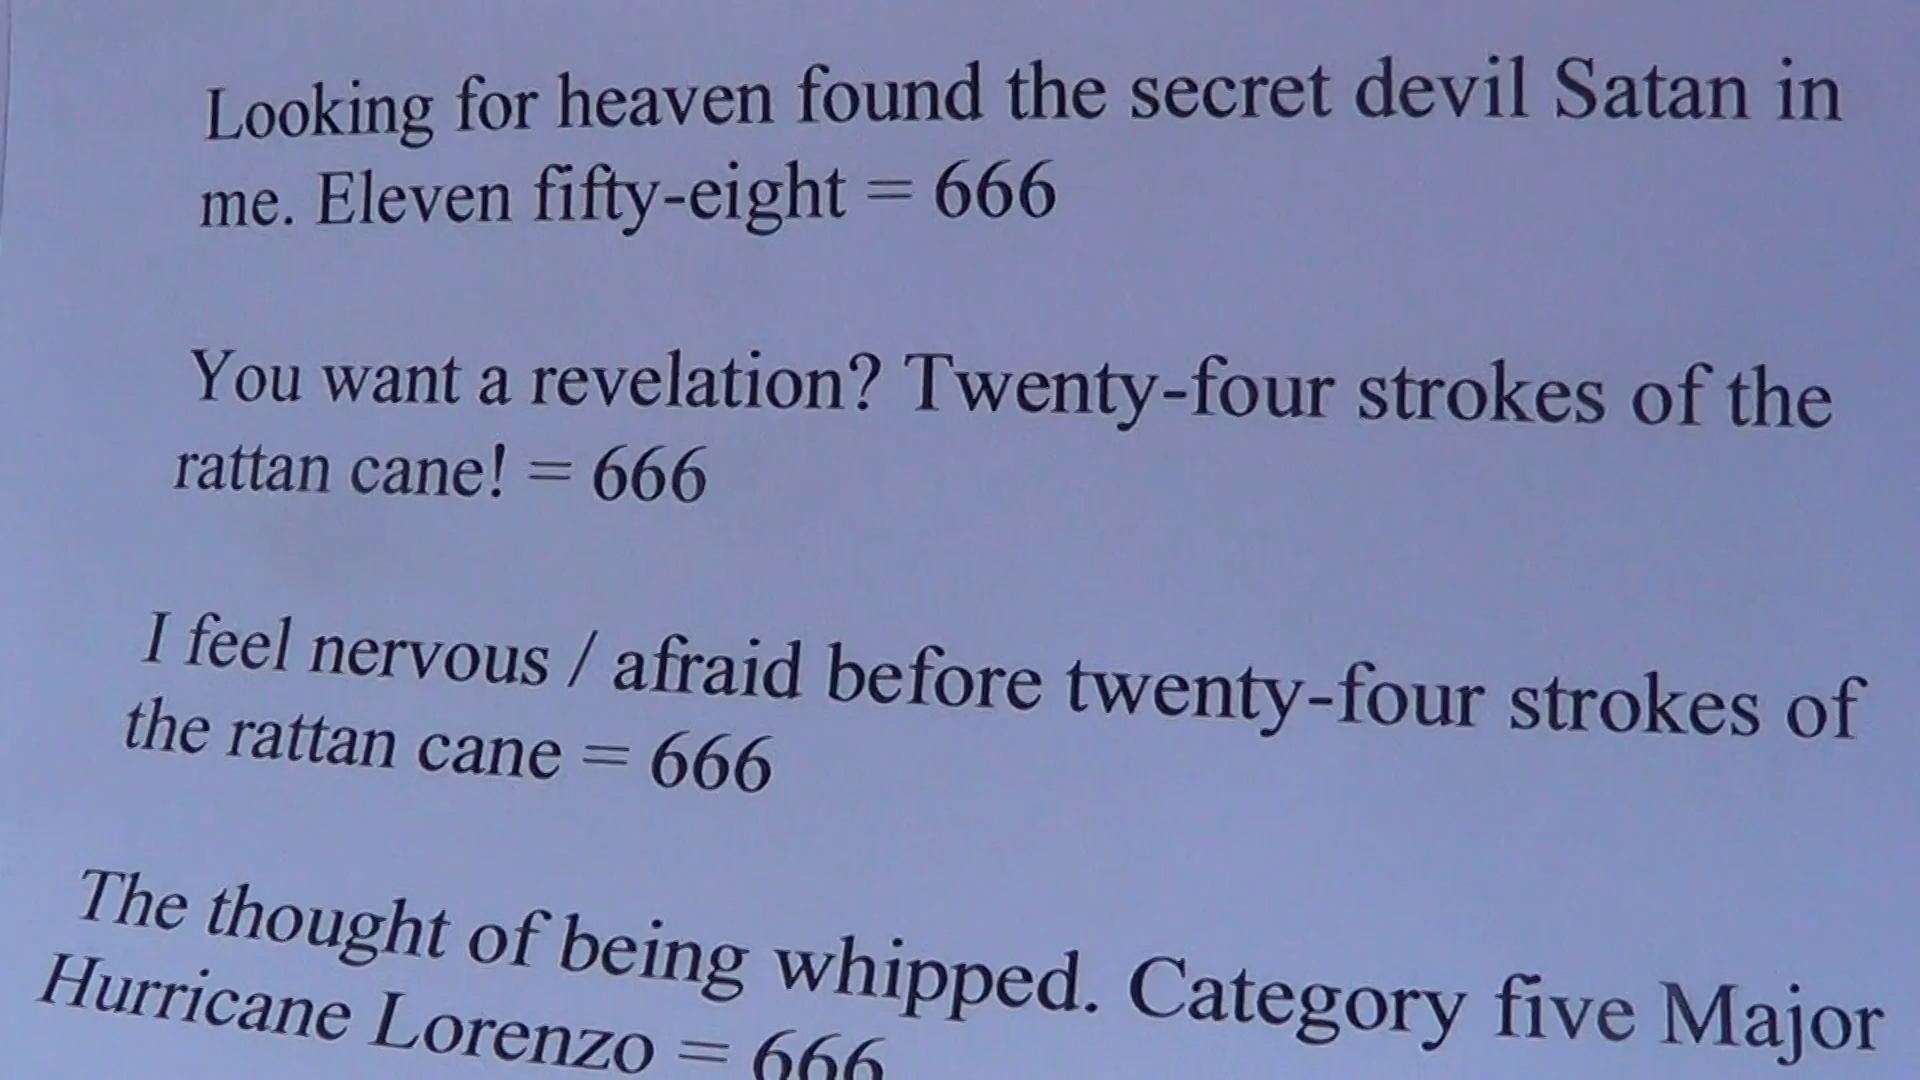 Looking for heaven found the secret devil Satan in
me. Eleven fifty-eight = 666
You want a revelation? Twenty-four strokes of the
rattan cane! = 666
I feel nervous / afraid before twenty-four strokes of
the rattan cane = 666
The thought of being whipped. Category five Major
Hurricane Lorenzo = 666